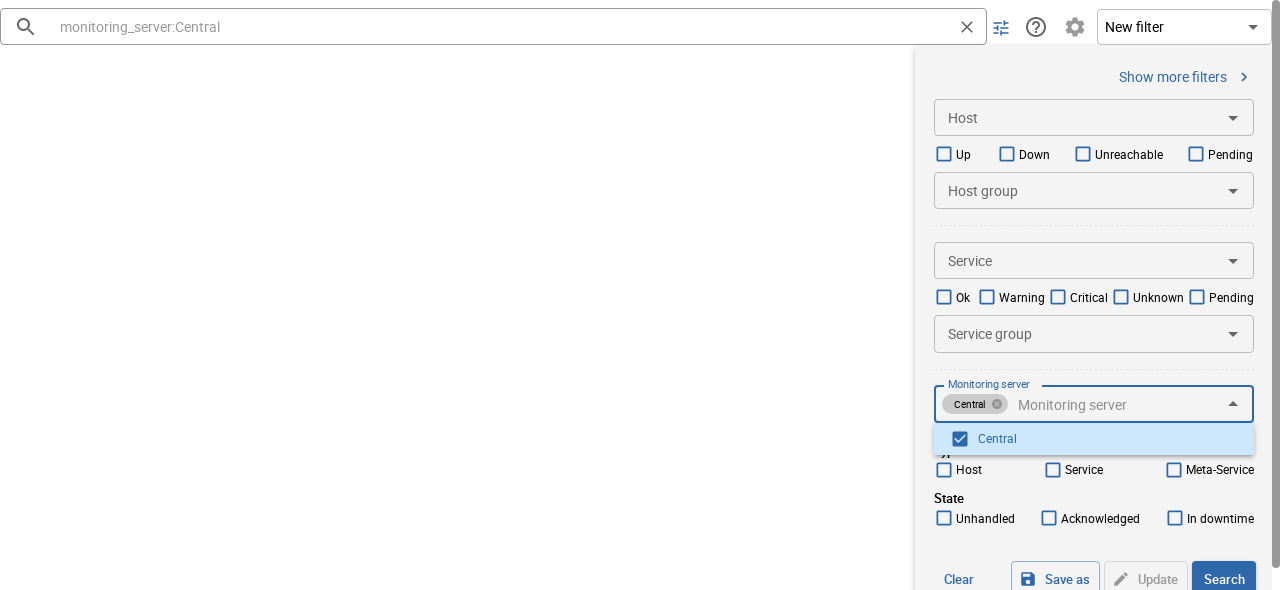 monitoring_server:Central
New filter
Show more filters
Host
Up Down Unreachable Pending
Host group
Service
Ok Warning Critical Unknown Pending
Service group
Monitoring server
Central Monitoring server
Central
Host Service Meta-Service
State
Unhandled Acknowledged In downtime
Clear Save as Update Search